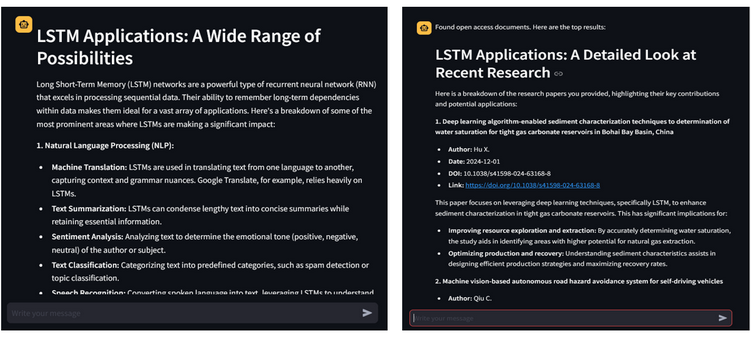 LSTM Applications: A Wide Range of
Possibilities
Long Short-Term Memory (LSTM) networks are a powerful type of recurrent neural network (RNN)
that excels in processing sequential data. Their ability to remember long-term dependencies
within data makes them ideal for a vast array of applications. Here's a breakdown of some of the
most prominent areas where LSTMs are making a significant impact:
1. Natural Language Processing (NLP):
• Machine Translation: LSTMs are used in translating text from one language to another,
capturing context and grammar nuances. Google Translate, for example, relies heavily on
LSTMs.
• Text Summarization: LSTMs can condense lengthy text into concise summaries while
retaining essential information.
• Sentiment Analysis: Analyzing text to determine the emotional tone (positive, negative,
neutral) of the author or subject.
• Text Classification: Categorizing text into predefined categories, such as spam detection or
topic classification.
• Speech Recognition: Converting spoken language into text, leveraging LSTMs to understand
Write your message
Found open access documents. Here are the top results:
LSTM Applications: A Detailed Look at
Recent Research
Here is a breakdown of the research papers you provided, highlighting their key contributions
and potential applications:
1. Deep learning algorithm-enabled sediment characterization techniques to determination of
water saturation for tight gas carbonate reservoirs in Bohai Bay Basin, China
• Author: Hu X.
• Date: 2024-12-01
• DOI: 10.1038/s41598-024-63168-8
• Link: https://doi.org/10.1038/s41598-024-63168-8
This paper focuses on leveraging deep learning techniques, specifically LSTM, to enhance
sediment characterization in tight gas carbonate reservoirs. This has significant implications for:
• Improving resource exploration and extraction: By accurately determining water saturation,
the study aids in identifying areas with higher potential for natural gas extraction.
• Optimizing production and recovery: Understanding sediment characteristics assists in
designing efficient production strategies and maximizing recovery rates.
2. Machine vision-based autonomous road hazard avoidance system for self-driving vehicles
• Author: Qiu C.
Write your message